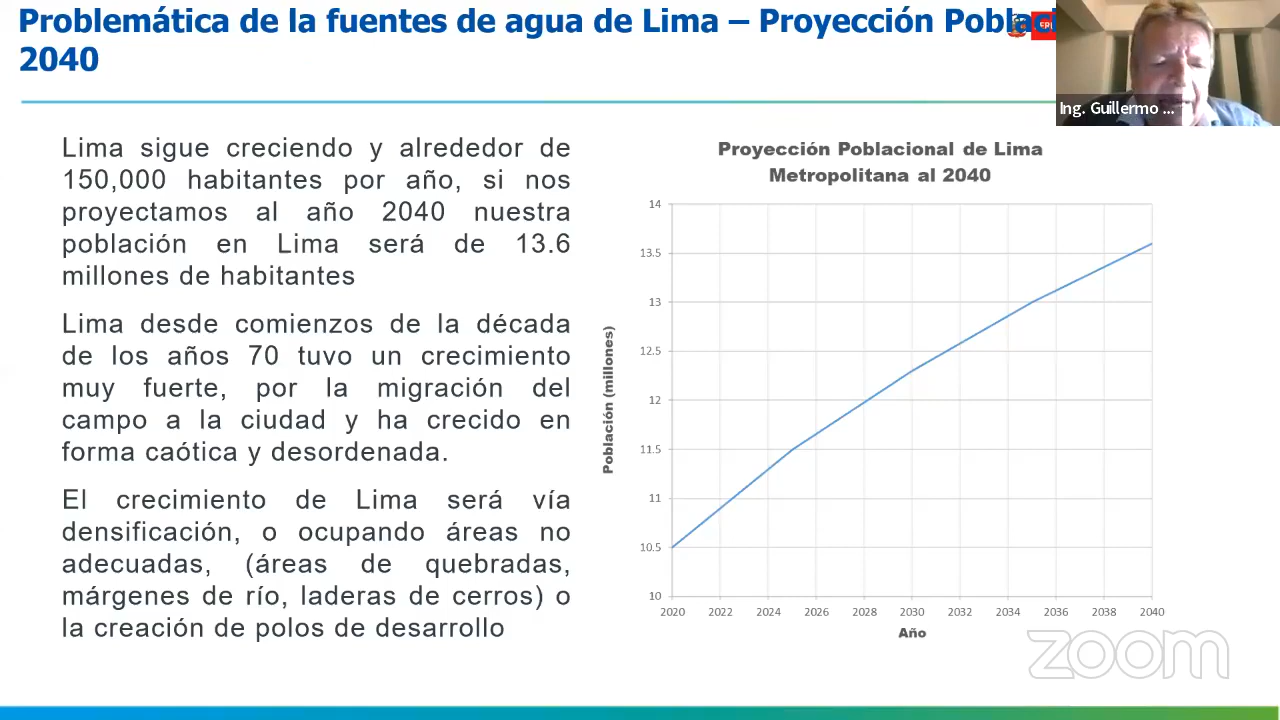 Problemática de la fuentes de agua de Lima – Proyección Poblaci
2040
Ing. Guillermo ...
Lima sigue creciendo y alrededor de
150,000 habitantes por año, si nos
proyectamos al año 2040 nuestra
población en Lima será de 13.6
millones de habitantes
Lima desde comienzos de la década
de los años 70 tuvo un crecimiento
muy fuerte, por la migración del
campo a la ciudad y ha crecido en
forma caótica y desordenada.
El crecimiento de Lima será vía
densificación, o ocupando áreas no
adecuadas, (áreas de quebradas,
márgenes de río, laderas de cerros) o
la creación de polos de desarrollo
Proyección Poblacional de Lima
Metropolitana al 2040
Población (millones)
14
13.5
13
12.5
12
11.5
11
10.5
10
2020 2022 2024 2026 2028 2030 2032 2034 2036 2038 2040
Año
zoom